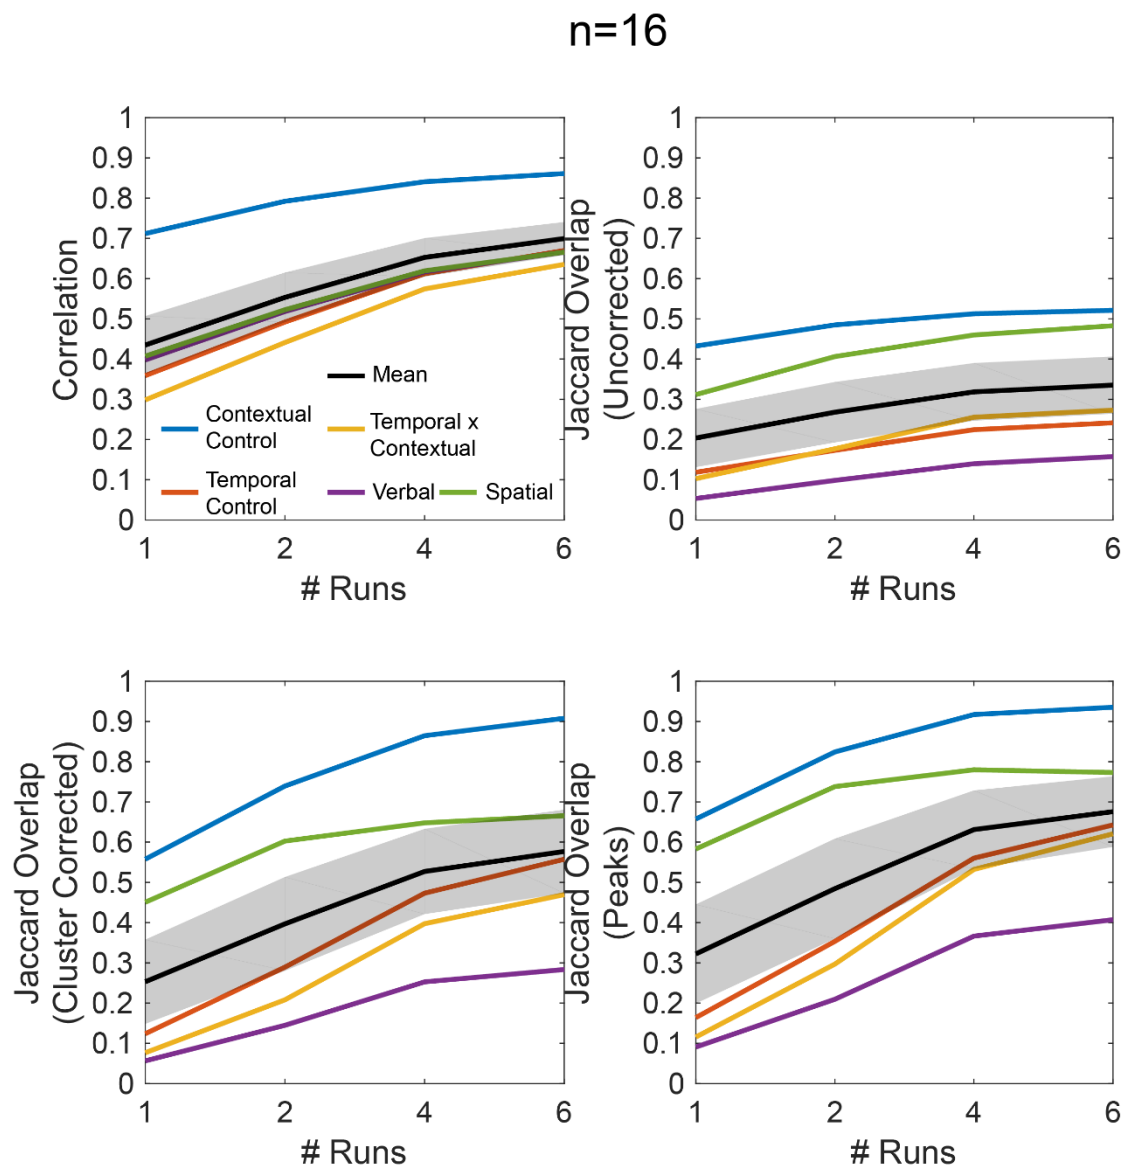 n=16
1
0.9
0.8
0.7
0.6
0.5
0.4
0.3
0.2
0.1
0
Correlation
Mean
Contextual
Control
Temporal x
Contextual
Temporal
Control
Verbal
Spatial
1 2 4 6
# Runs
1
0.9
0.8
0.7
0.6
0.5
0.4
0.3
0.2
0.1
0
Jaccard Overlap
(Uncorrected)
1 2 4 6
# Runs
1
0.9
0.8
0.7
0.6
0.5
0.4
0.3
0.2
0.1
0
Jaccard Overlap
(Cluster Corrected)
1 2 4 6
# Runs
1
0.9
0.8
0.7
0.6
0.5
0.4
0.3
0.2
0.1
0
Jaccard Overlap
(Peaks)
1 2 4 6
# Runs